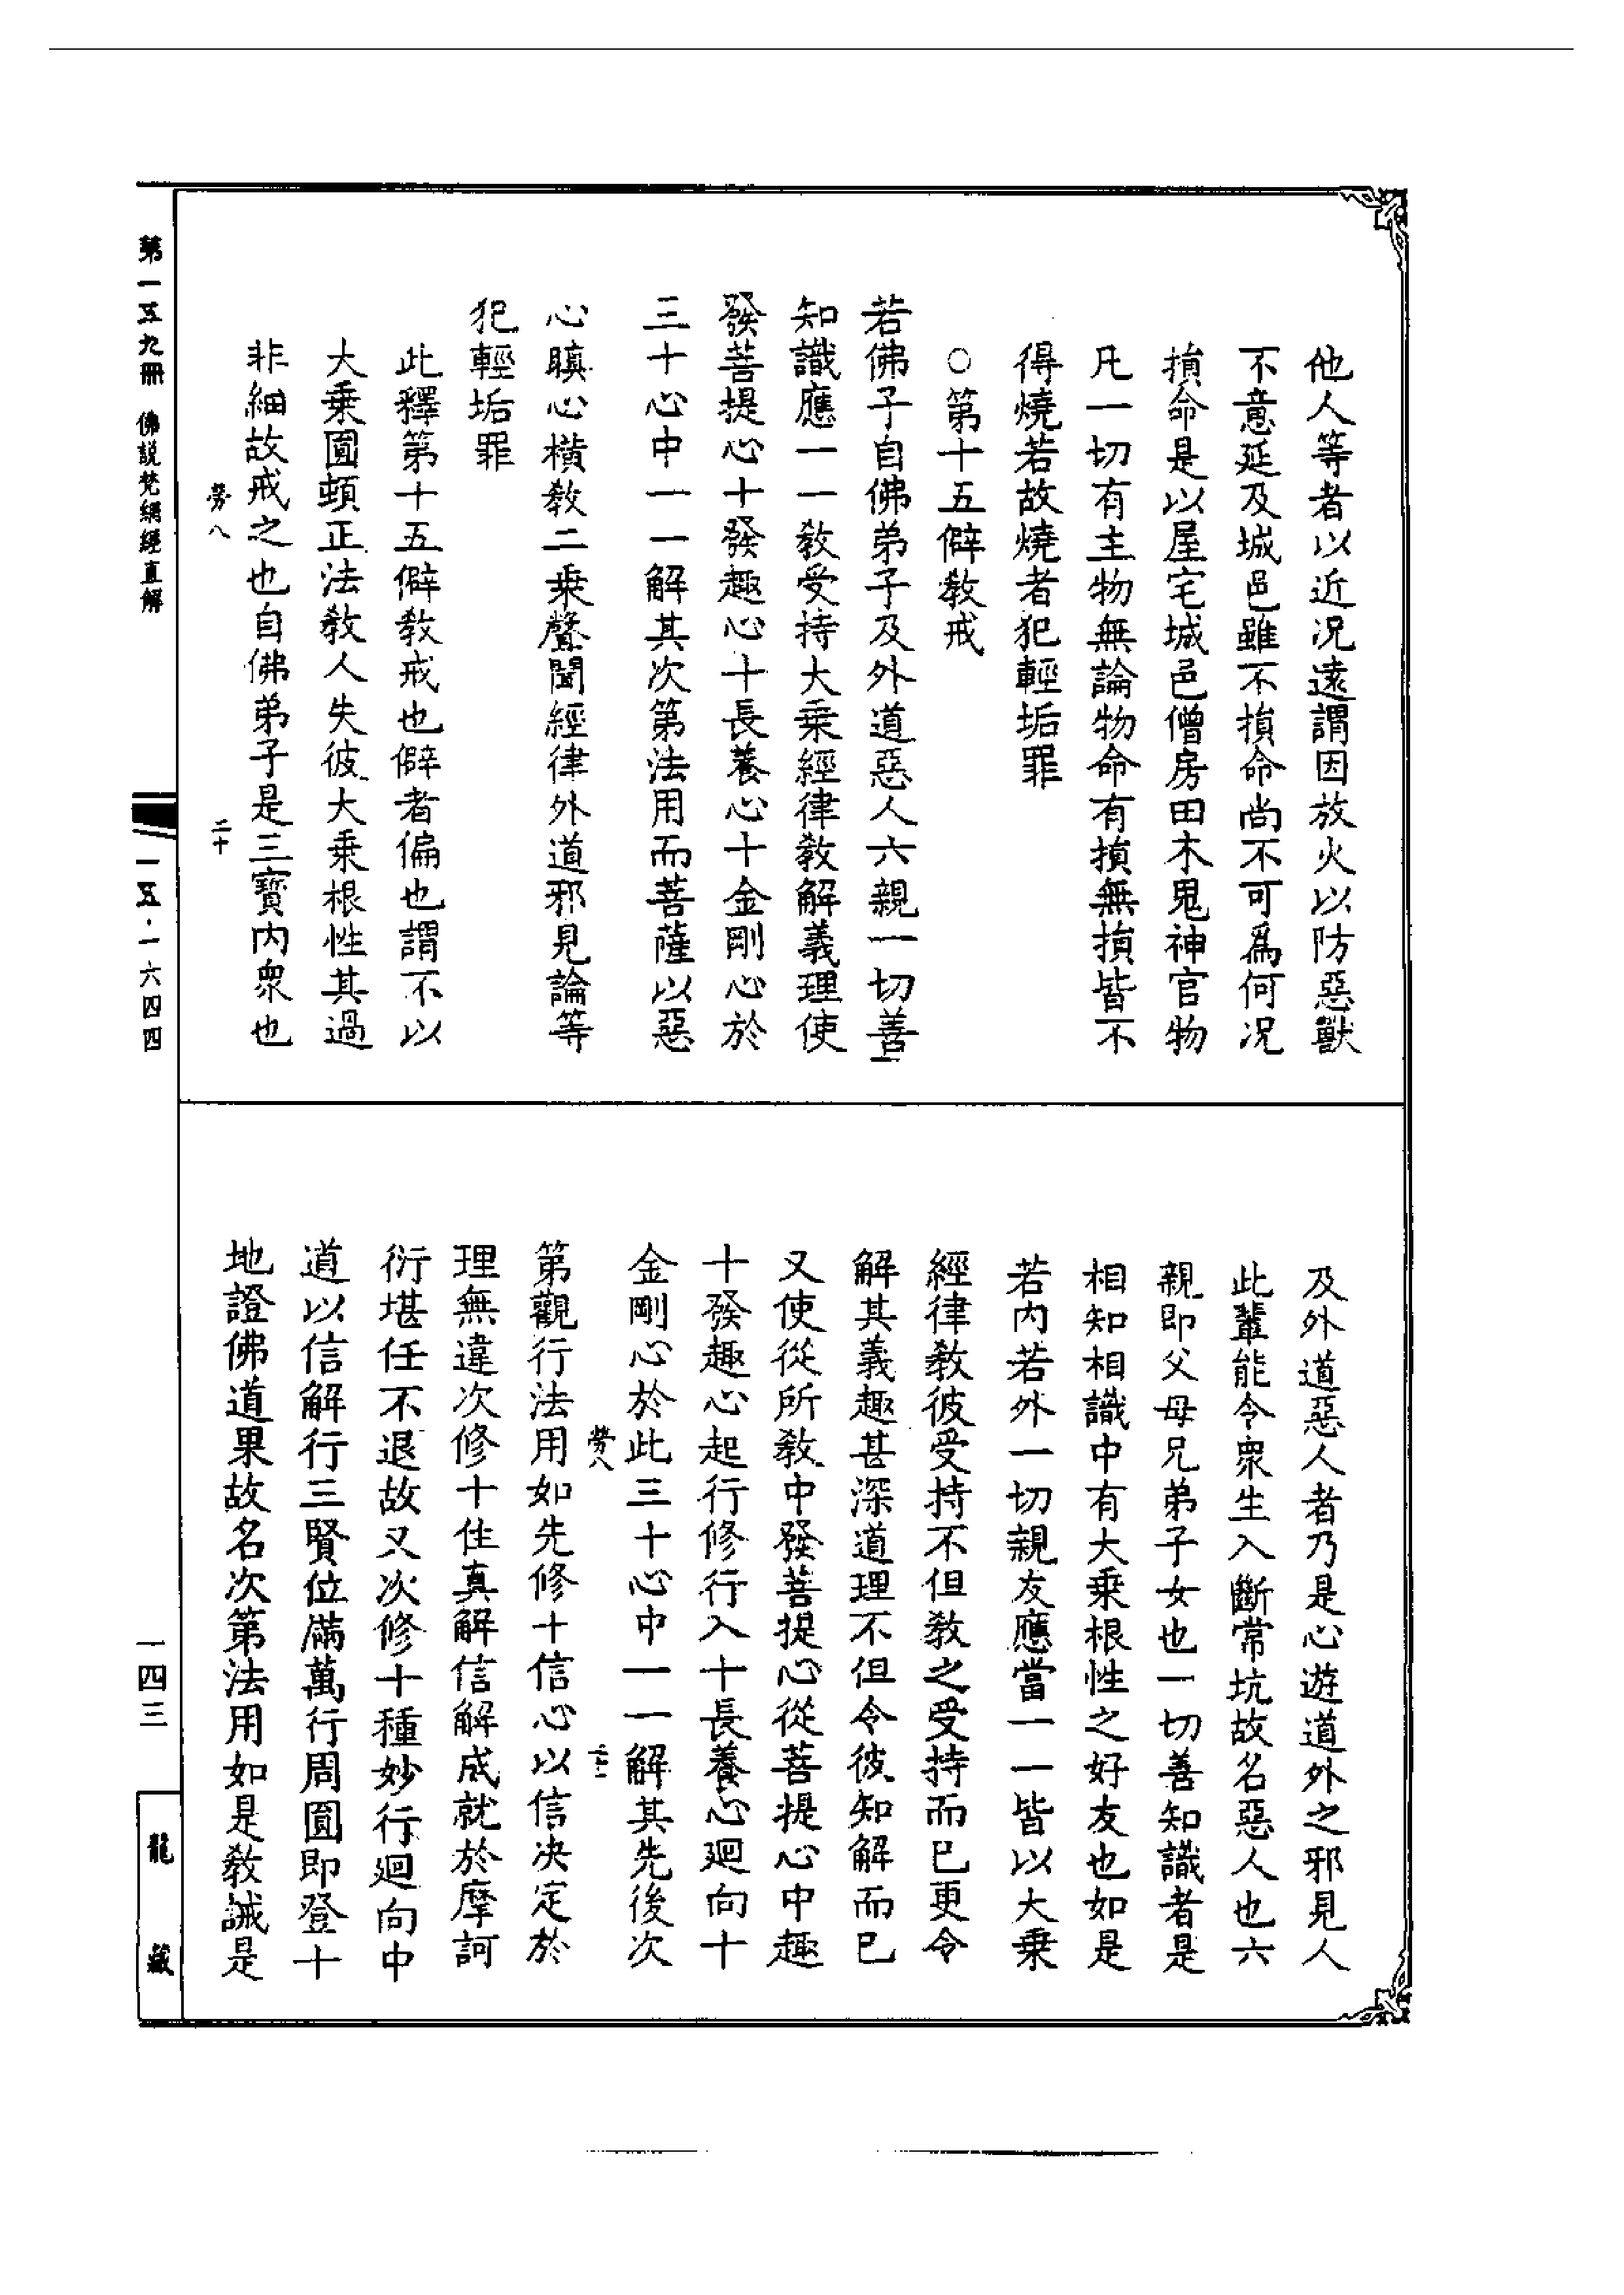 他人等者以近况遠謂因放火以防惡獸
不意延及城邑雖不損命尚不可爲何况
損命是以屋宅城邑僧房田木鬼神官物
凡一切有主物無論物命有損無損皆不
得燒若故燒者犯輕垢罪
○第十五僻教戒
若佛子自佛弟子及外道惡人六親一切善
知識應一一教受持大乘經律教解義理使
發菩提心十發趣心十長養心十金剛心於
三十心中一一解其次第法用而菩薩以惡
心瞋心横教二乘聲聞經律外道邪見論等
犯輕垢罪
此釋第十五僻教戒也僻者偏也謂不以
大乘圓頓正法教人失彼大乘根性其過
非細故戒之也自佛弟子是三寶内衆也
勞八
二十
及外道惡人者乃是心遊道外之邪見人
此輩能令衆生入斷常坑故名惡人也六
親即父母兄弟子女也一切善知識者是
相知相識中有大乘根性之好友也如是
若内若外一切親友應當一一皆以大乘
經律教彼受持不但教之受持而已更令
解其義趣甚深道理不但令彼知解而已
又使從所教中發菩提心從菩提心中趣
十發趣心起行修行入十長養心迴向十
金剛心於此三十心中一一解其先後次
勞八
第觀行法用如先修十信心以信决定於
理無違次修十住真解信解成就於摩訶
衍堪任不退故又次修十種妙行迴向中
道以信解行三賢位滿萬行周圓即登十
地證佛道果故名次第法用如是教誡是
第一五九冊 佛説梵網經直解
一五·一六四四
一四三
龍藏